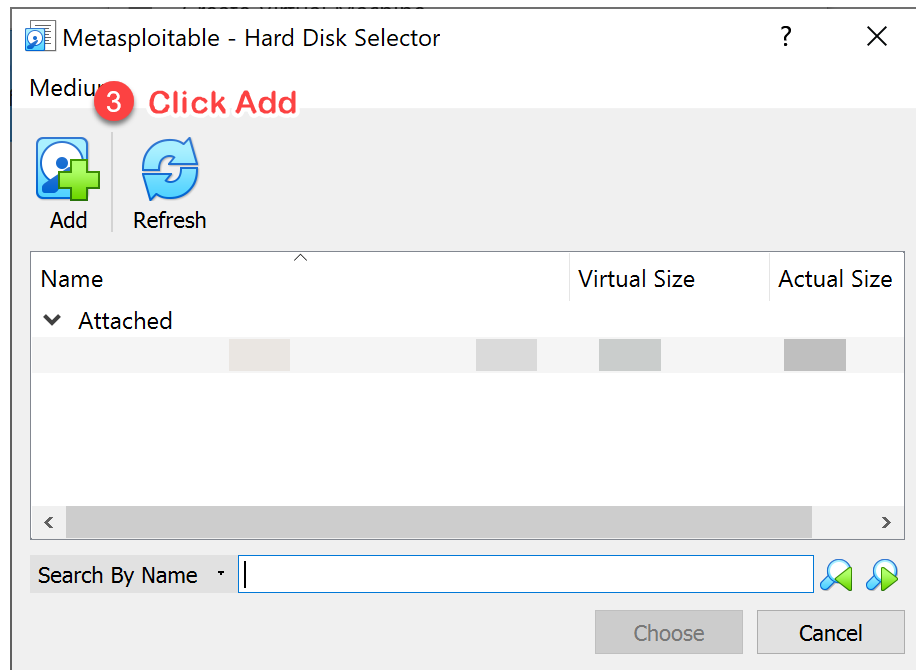 Metasploitable - Hard Disk Selector
?
3 Click Add
Add
Refresh
Name
Virtual Size
Actual Size
Attached
Search By Name
Choose
Cancel